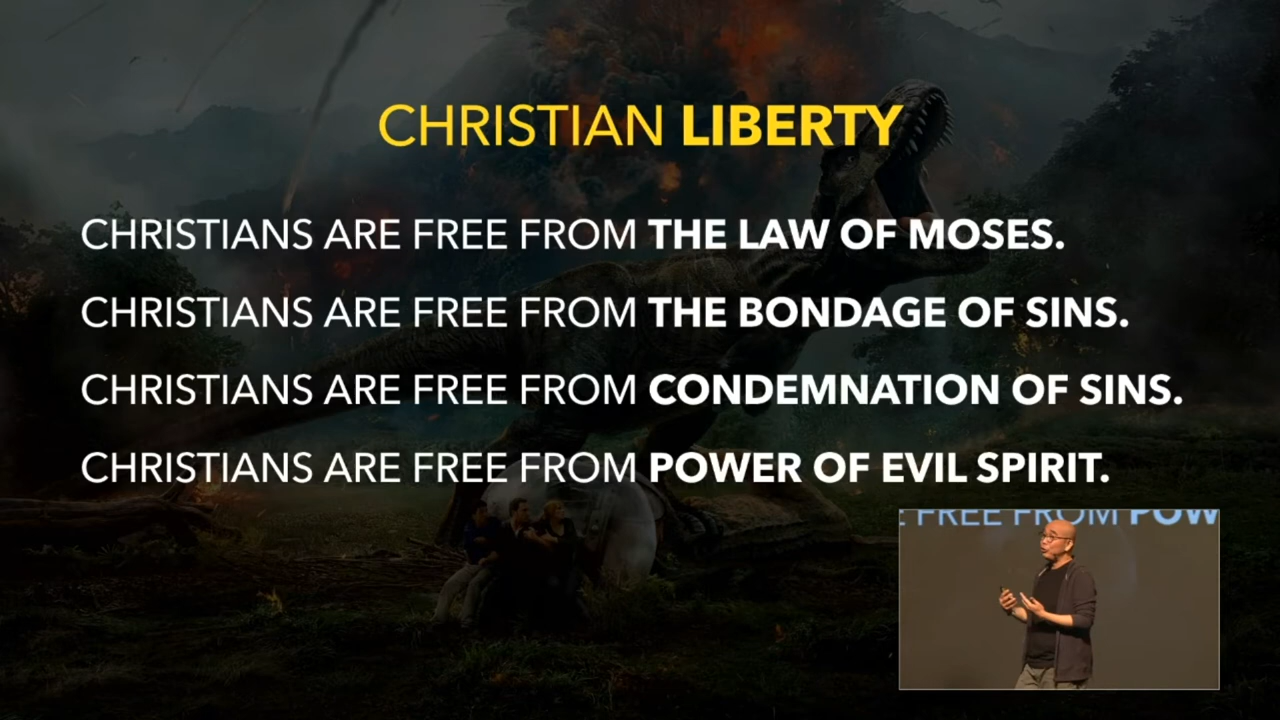 CHRISTIAN LIBERTY
CHRISTIANS ARE FREE FROM THE LAW OF MOSES.
CHRISTIANS ARE FREE FROM THE BONDAGE OF SINS.
CHRISTIANS ARE FREE FROM CONDEMNATION OF SINS.
CHRISTIANS ARE FREE FROM POWER OF EVIL SPIRIT.
FREE FROM POW